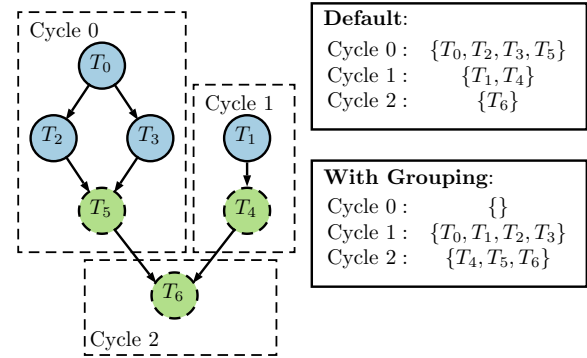 Cycle 0
T₀
T₂
T₃
T₅
Cycle 1
T₁
T₄
T₆
Cycle 2
Default:
Cycle 0 : {T₀, T₂, T₃, T₅}
Cycle 1 : {T₁, T₄}
Cycle 2 : {T₆}
With Grouping:
Cycle 0 : {}
Cycle 1 : {T₀, T₁, T₂, T₃}
Cycle 2 : {T₄, T₅, T₆}